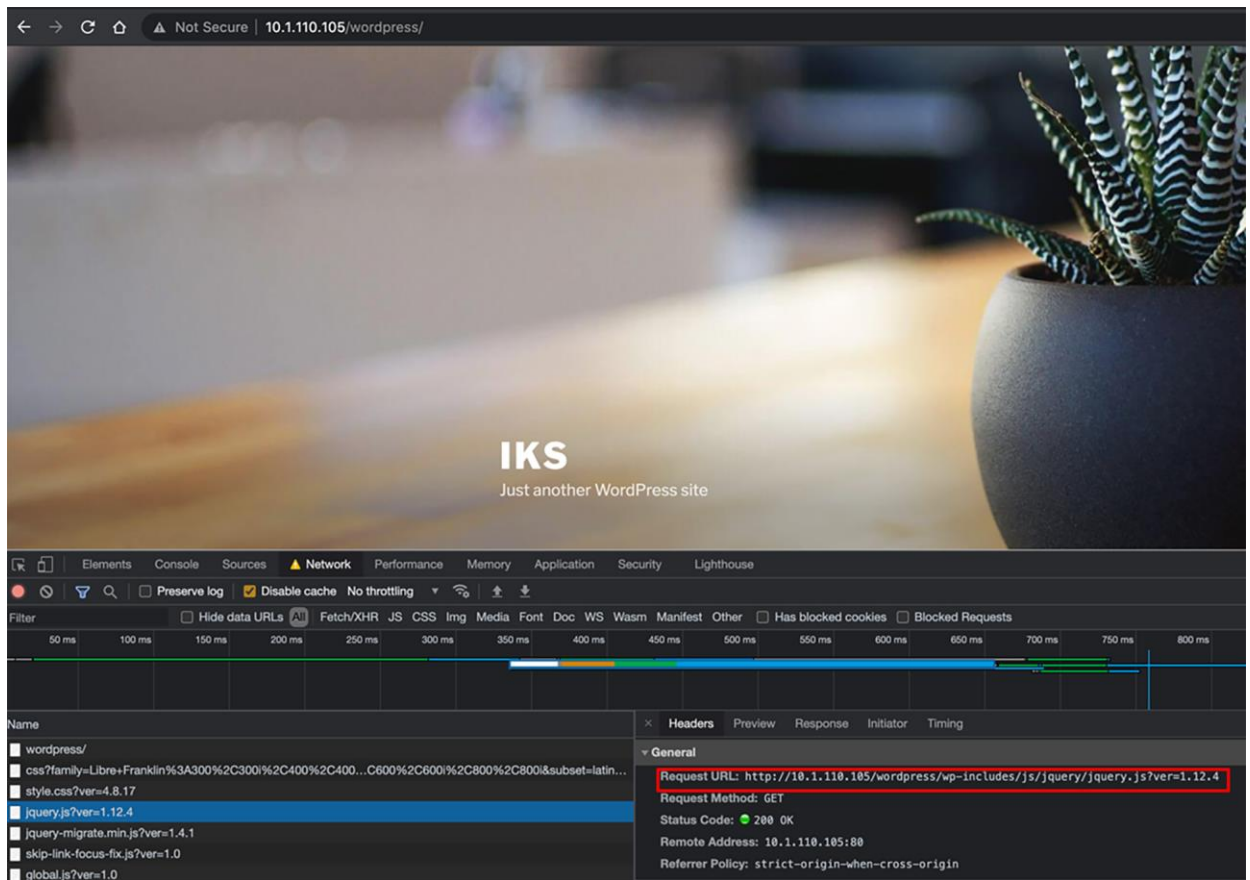 Not Secure | 10.1.110.105/wordpress/
IKS
Just another WordPress site
Elements Console Sources Network Performance Memory Application Security Lighthouse
Preserve log Disable cache No throttling
Filter Hide data URLs All Fetch/XHR JS CSS Img Media Font Doc WS Wasm Manifest Other Has blocked cookies Blocked Requests
50 ms 100 ms 150 ms 200 ms 250 ms 300 ms 350 ms 400 ms 450 ms 500 ms 550 ms 600 ms 650 ms 700 ms 750 ms 800 ms
Name
wordpress/
css?family=Libre+Franklin%3A300%2C300i%2C400%2C400...C600%2C600i%2C800%2C800i&subset=latin...
style.css?ver=4.8.17
jquery.js?ver=1.12.4
jquery-migrate.min.js?ver=1.4.1
skip-link-focus-fix.js?ver=1.0
global.js?ver=1.0
× Headers Preview Response Initiator Timing
General
Request URL: http://10.1.110.105/wordpress/wp-includes/js/jquery/jquery.js?ver=1.12.4
Request Method: GET
Status Code: 200 OK
Remote Address: 10.1.110.105:80
Referrer Policy: strict-origin-when-cross-origin